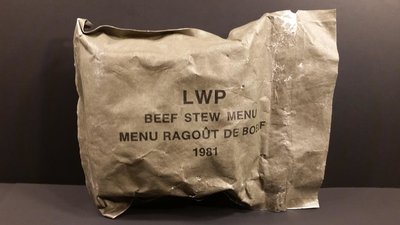 LWP
BEEF STEW MENU
MENU RAGOÛT DE BOEUF
1981